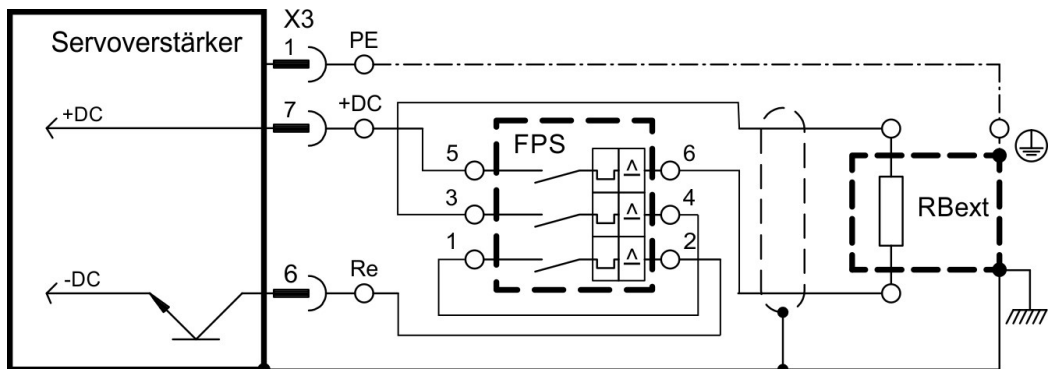 X3
Servoverstärker
1
PE
+DC
7
+DC
FPS
5
6
3
4
1
2
RBext
-DC
6
Re